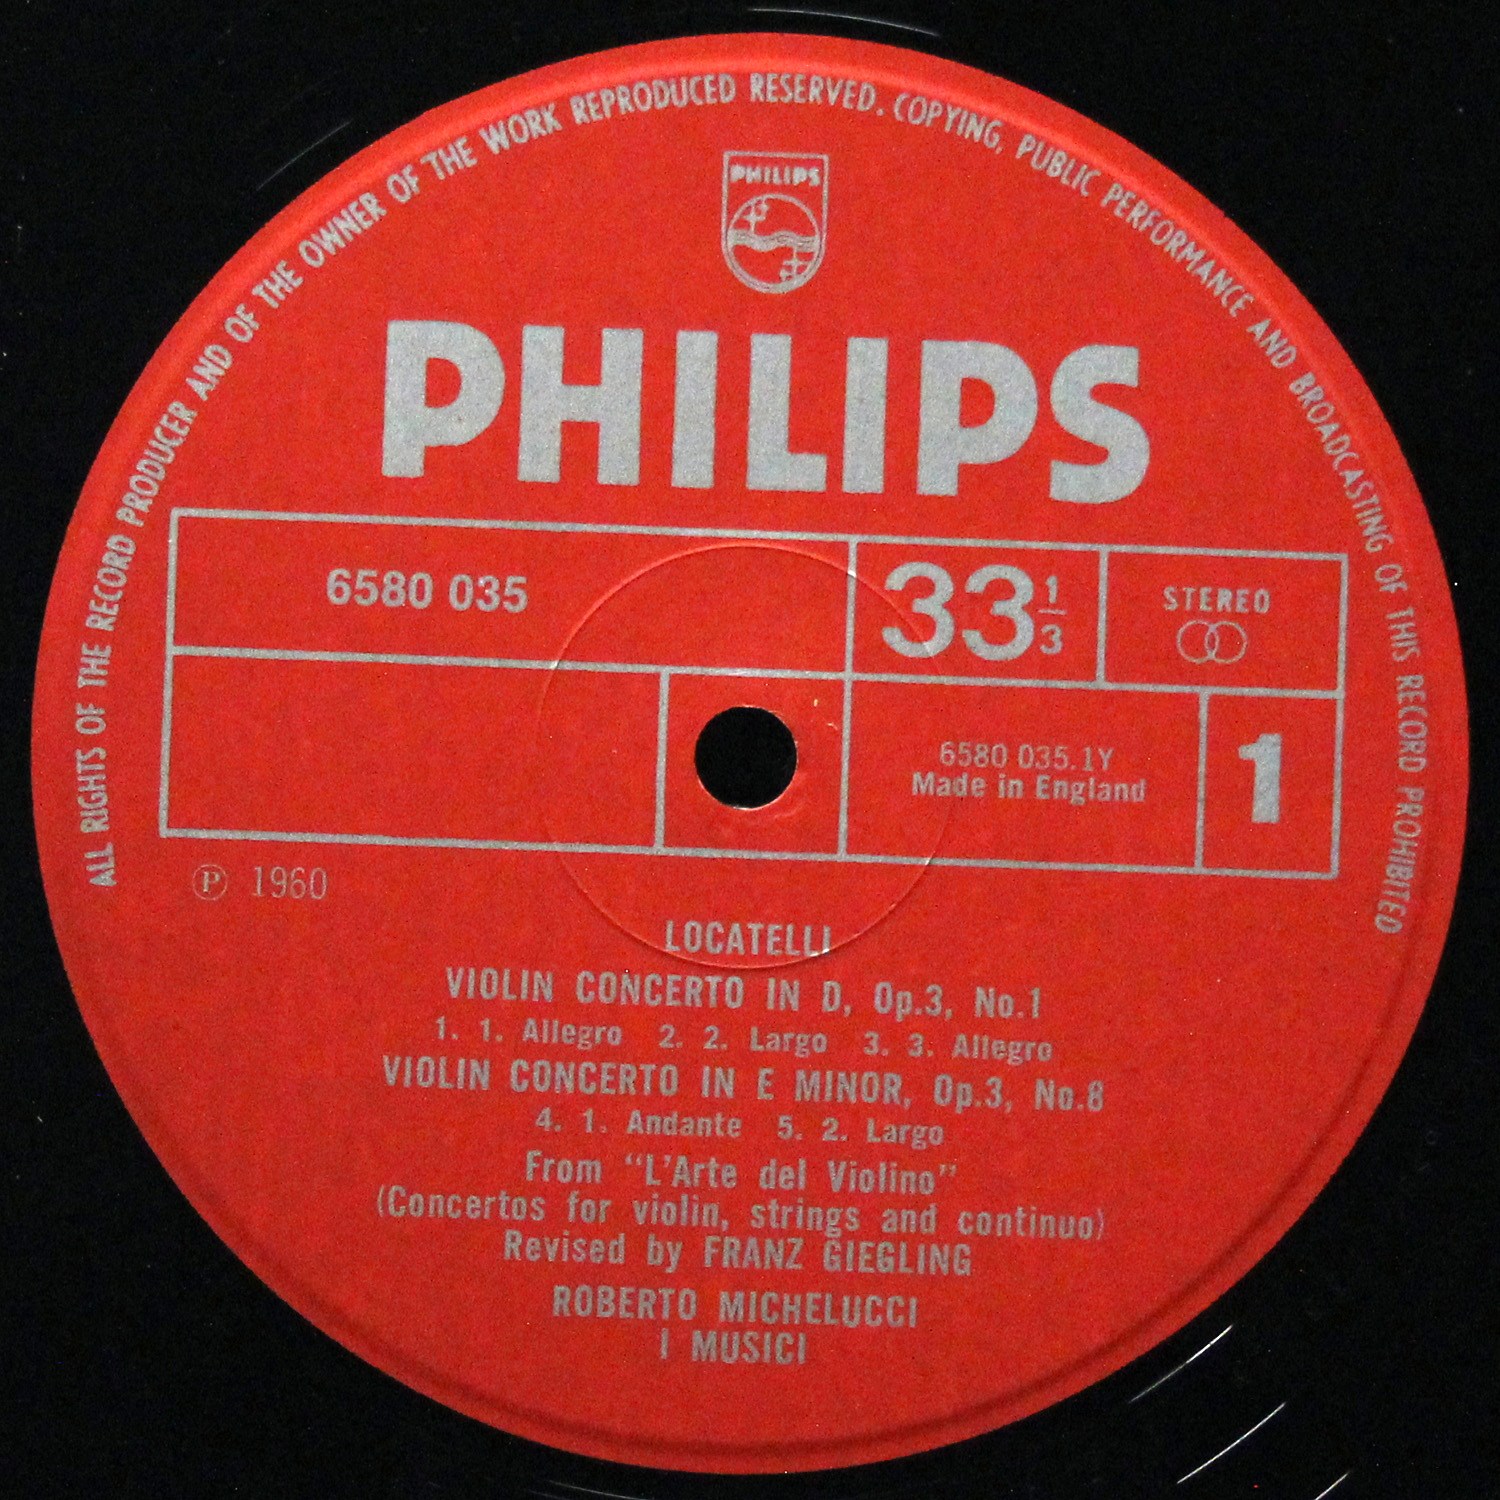 ALL RIGHTS OF THE RECORD PRODUCER AND OF THE OWNER OF THE WORK REPRODUCED RESERVED. COPYING, PUBLIC PERFORMANCE AND BROADCASTING OF THIS RECORD PROHIBITED
PHILIPS
PHILIPS
6580 035
33 1/3
STEREO
6580 035.1Y
Made in England
1
℗ 1960
LOCATELLI
VIOLIN CONCERTO IN D, Op.3, No.1
1. 1. Allegro 2. 2. Largo 3. 3. Allegro
VIOLIN CONCERTO IN E MINOR, Op.3, No.8
4. 1. Andante 5. 2. Largo
From “L'Arte del Violino”
(Concertos for violin, strings and continuo)
Revised by FRANZ GIEGLING
ROBERTO MICHELUCCI
I MUSICI